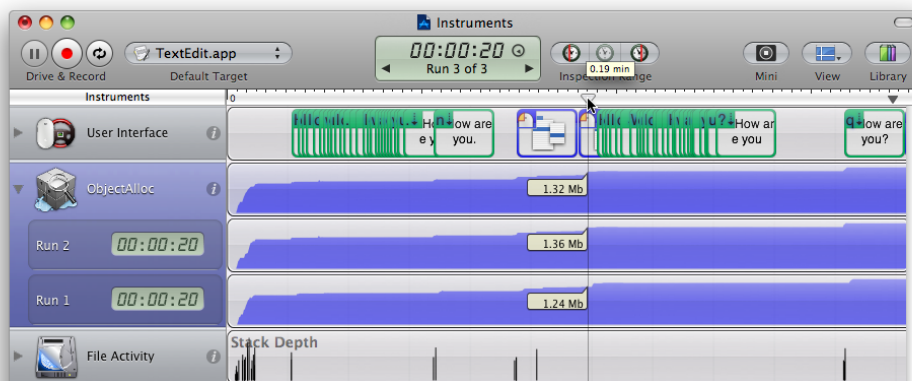 Instruments
TextEdit.app
00:00:20
Run 3 of 3
0.19 min
Drive & Record
Default Target
Inspection Range
Mini
View
Library
Instruments
0
User Interface
How are
you.
How ar
e you
q
How are
you?
ObjectAlloc
1.32 Mb
Run 2
00:00:20
1.36 Mb
Run 1
00:00:20
1.24 Mb
Stack Depth
File Activity